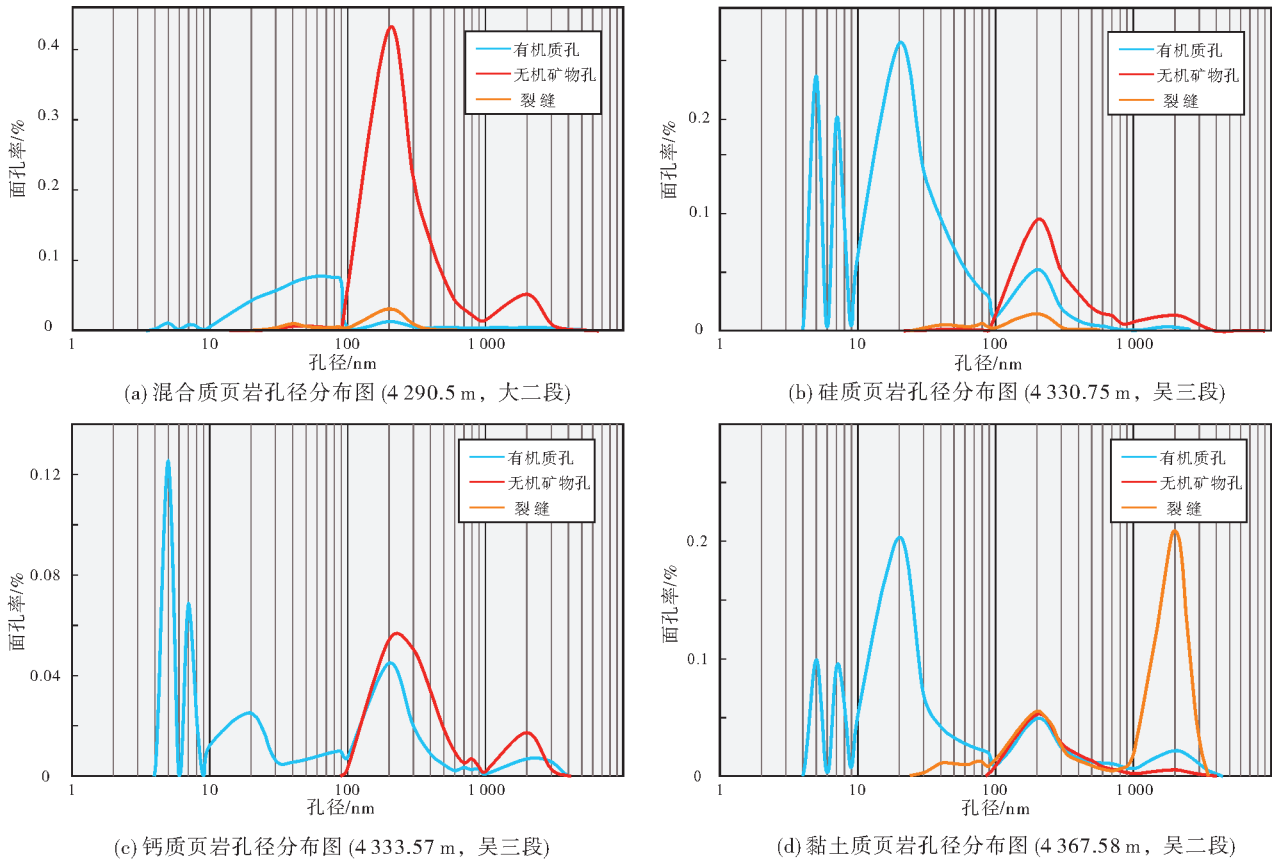 0.4
0.3
0.2
0.1
0
面孔率/%
有机质孔
无机矿物孔
裂缝
1
10
100
1 000
孔径/nm
(a) 混合质页岩孔径分布图 (4 290.5 m, 大二段)
0.2
0.1
0
面孔率/%
有机质孔
无机矿物孔
裂缝
1
10
100
1 000
孔径/nm
(b) 硅质页岩孔径分布图 (4 330.75 m, 吴三段)
0.12
0.08
0.04
0
面孔率/%
有机质孔
无机矿物孔
裂缝
1
10
100
1 000
孔径/nm
(c) 钙质页岩孔径分布图 (4 333.57 m, 吴三段)
0.2
0.1
0
面孔率/%
有机质孔
无机矿物孔
裂缝
1
10
100
1 000
孔径/nm
(d) 黏土质页岩孔径分布图 (4 367.58 m, 吴二段)